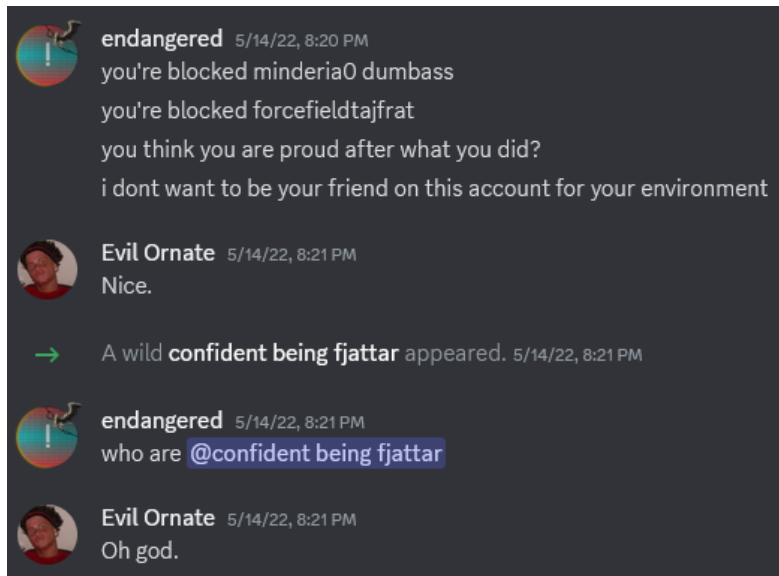 endangered 5/14/22, 8:20 PM
you're blocked minderia0 dumbass
you're blocked forcefieldtajfrat
you think you are proud after what you did?
i dont want to be your friend on this account for your environment
Evil Ornate 5/14/22, 8:21 PM
Nice.
A wild confident being fjattar appeared. 5/14/22, 8:21 PM
endangered 5/14/22, 8:21 PM
who are @confident being fjattar
Evil Ornate 5/14/22, 8:21 PM
Oh god.